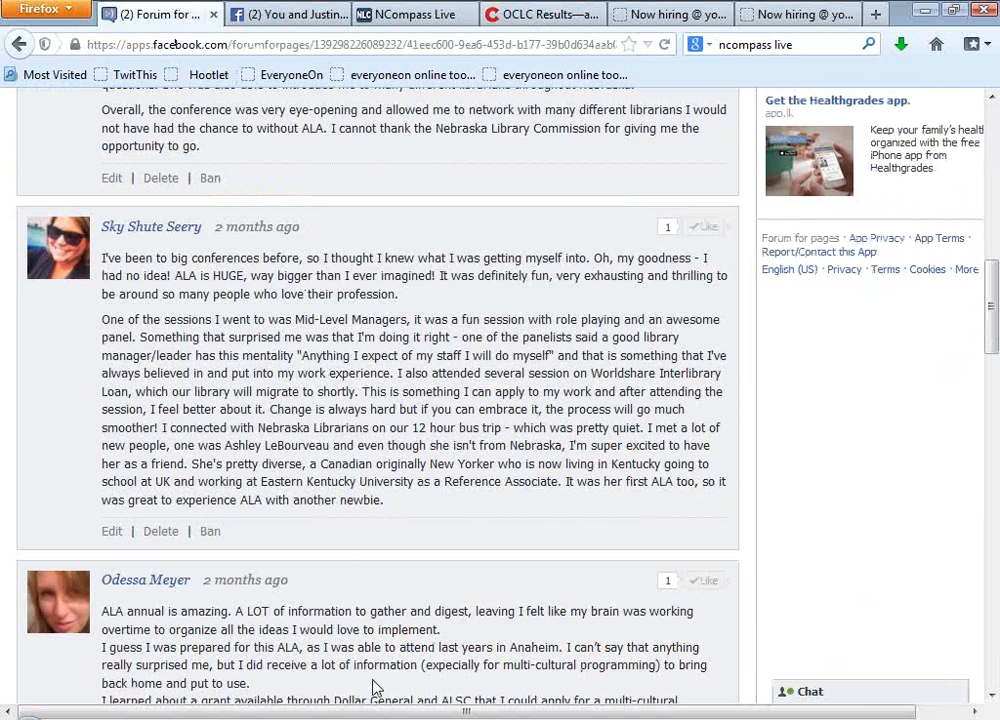 Firefox
(2) Forum for ...
(2) You and Justin,...
NLC NCompass Live
OCLC Results—a...
Now hiring @ yo...
Now hiring @ yo...
https://apps.facebook.com/forumforpages/139298226089232/41eec600-9ea6-453d-b177-39b0d634aab
ncompass live
Most Visited
TwitThis
Hootlet
EveryoneOn
everyoneon online too...
everyoneon online too...
Overall, the conference was very eye-opening and allowed me to network with many different librarians I would
not have had the chance to without ALA. I cannot thank the Nebraska Library Commission for giving me the
opportunity to go.
Edit | Delete | Ban
Sky Shute Seery 2 months ago
1 Like
I've been to big conferences before, so I thought I knew what I was getting myself into. Oh, my goodness - I
had no idea! ALA is HUGE, way bigger than I ever imagined! It was definitely fun, very exhausting and thrilling to
be around so many people who love their profession.
One of the sessions I went to was Mid-Level Managers, it was a fun session with role playing and an awesome
panel. Something that surprised me was that I'm doing it right - one of the panelists said a good library
manager/leader has this mentality "Anything I expect of my staff I will do myself" and that is something that I've
always believed in and put into my work experience. I also attended several session on Worldshare Interlibrary
Loan, which our library will migrate to shortly. This is something I can apply to my work and after attending the
session, I feel better about it. Change is always hard but if you can embrace it, the process will go much
smoother! I connected with Nebraska Librarians on our 12 hour bus trip - which was pretty quiet. I met a lot of
new people, one was Ashley LeBourveau and even though she isn't from Nebraska, I'm super excited to have
her as a friend. She's pretty diverse, a Canadian originally New Yorker who is now living in Kentucky going to
school at UK and working at Eastern Kentucky University as a Reference Associate. It was her first ALA too, so it
was great to experience ALA with another newbie.
Edit | Delete | Ban
Odessa Meyer 2 months ago
1 Like
ALA annual is amazing. A LOT of information to gather and digest, leaving I felt like my brain was working
overtime to organize all the ideas I would love to implement.
I guess I was prepared for this ALA, as I was able to attend last years in Anaheim. I can't say that anything
really surprised me, but I did receive a lot of information (expecially for multi-cultural programming) to bring
back home and put to use.
I learned about a grant available through Dollar General and ALSC that I could apply for a multi-cultural
Get the Healthgrades app.
app.lk
Keep your family's healt
organized with the free
iPhone app from
Healthgrades
Forum for pages · App Privacy · App Terms ·
Report/Contact this App
English (US) · Privacy · Terms · Cookies · More
Chat